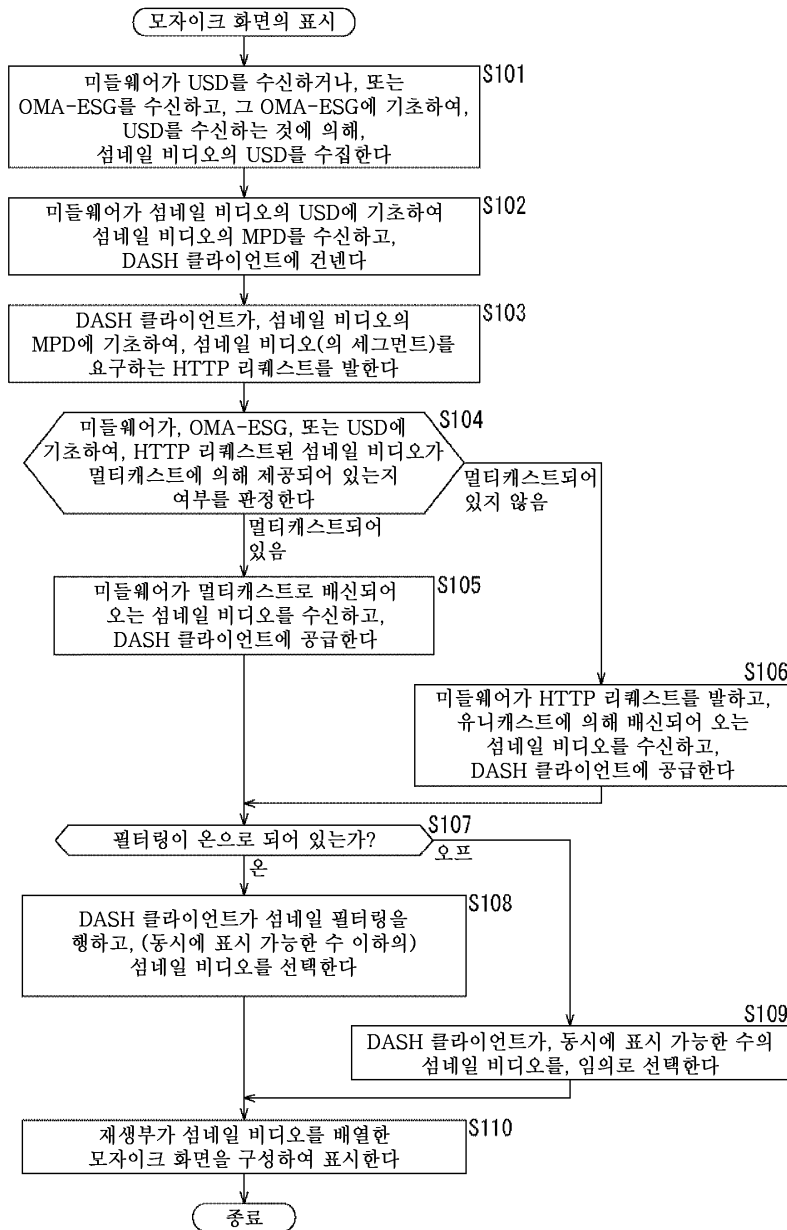 모자이크 화면의 표시
S101
미들웨어가 USD를 수신하거나, 또는
OMA-ESG를 수신하고, 그 OMA-ESG에 기초하여,
USD를 수신하는 것에 의해,
섬네일 비디오의 USD를 수집한다
S102
미들웨어가 섬네일 비디오의 USD에 기초하여
섬네일 비디오의 MPD를 수신하고,
DASH 클라이언트에 건넨다
S103
DASH 클라이언트가, 섬네일 비디오의
MPD에 기초하여, 섬네일 비디오(의 세그먼트)를
요구하는 HTTP 리퀘스트를 발한다
S104
미들웨어가, OMA-ESG, 또는 USD에
기초하여, HTTP 리퀘스트된 섬네일 비디오가
멀티캐스트에 의해 제공되어 있는지
여부를 판정한다
멀티캐스트되어
있지 않음
멀티캐스트되어
있음
S105
미들웨어가 멀티캐스트로 배신되어
오는 섬네일 비디오를 수신하고,
DASH 클라이언트에 공급한다
S106
미들웨어가 HTTP 리퀘스트를 발하고,
유니캐스트에 의해 배신되어 오는
섬네일 비디오를 수신하고,
DASH 클라이언트에 공급한다
S107
필터링이 온으로 되어 있는가?
오프
온
S108
DASH 클라이언트가 섬네일 필터링을
행하고, (동시에 표시 가능한 수 이하의)
섬네일 비디오를 선택한다
S109
DASH 클라이언트가, 동시에 표시 가능한 수의
섬네일 비디오를, 임의로 선택한다
S110
재생부가 섬네일 비디오를 배열한
모자이크 화면을 구성하여 표시한다
종료